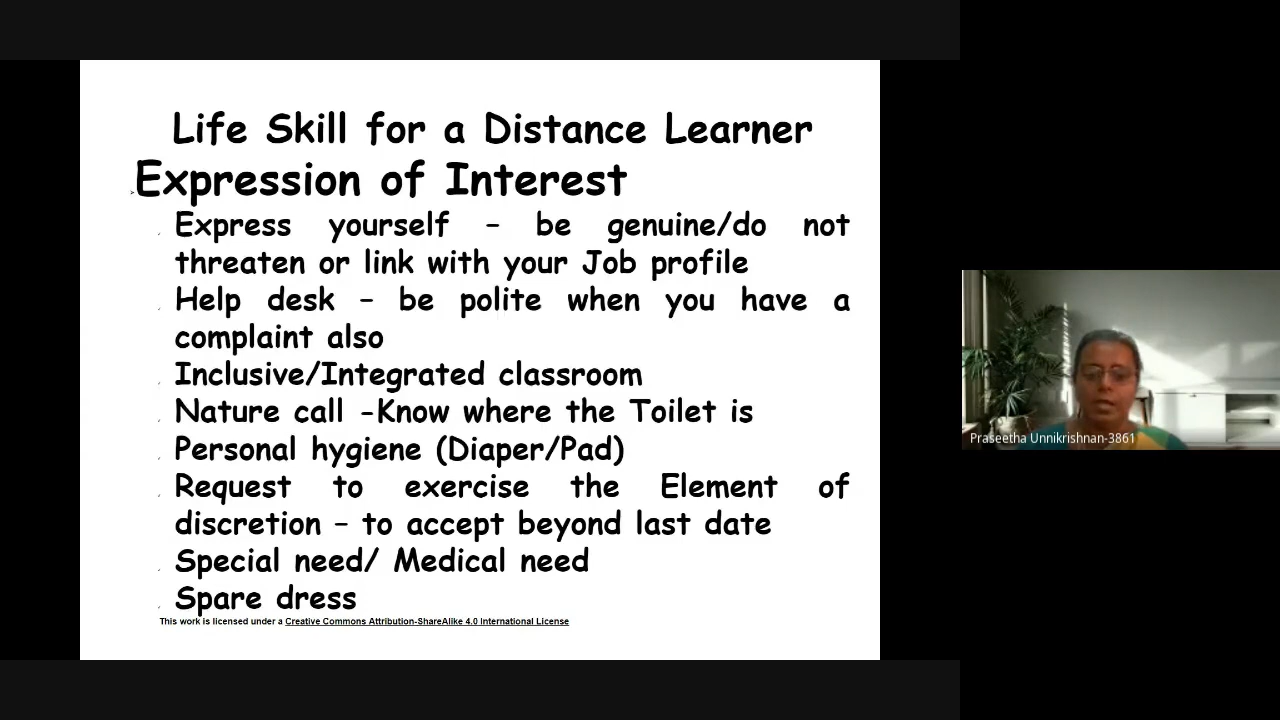 Life Skill for a Distance Learner
Expression of Interest
Express yourself – be genuine/do not
threaten or link with your Job profile
Help desk – be polite when you have a
complaint also
Inclusive/Integrated classroom
Nature call -Know where the Toilet is
Personal hygiene (Diaper/Pad)
Request to exercise the Element of
discretion – to accept beyond last date
Special need/ Medical need
Spare dress
This work is licensed under a Creative Commons Attribution-ShareAlike 4.0 International License
Praseetha Unnikrishnan-3861